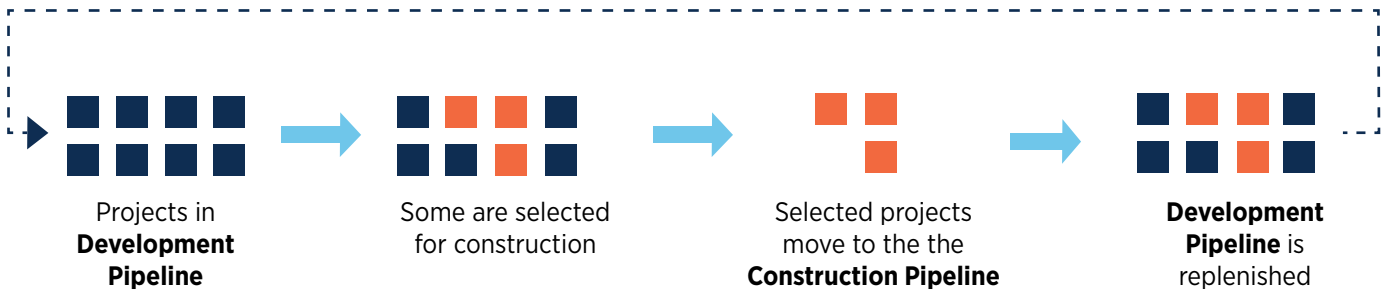 Projects in
Development
Pipeline
Some are selected
for construction
Selected projects
move to the the
Construction Pipeline
Development
Pipeline is
replenished